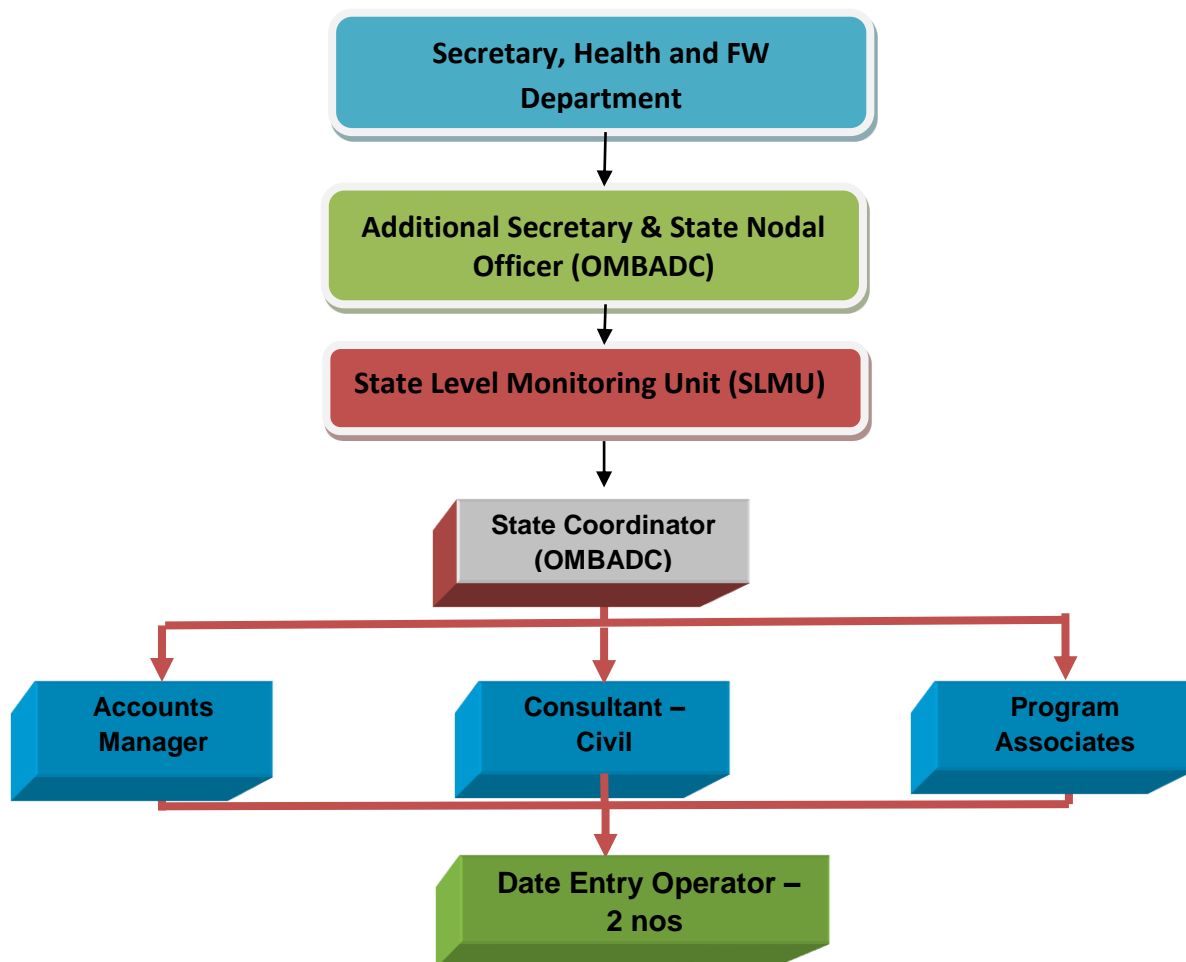 Secretary, Health and FW
Department
Additional Secretary & State Nodal
Officer (OMBADC)
State Level Monitoring Unit (SLMU)
State Coordinator
(OMBADC)
Accounts
Manager
Consultant –
Civil
Program
Associates
Date Entry Operator –
2 nos